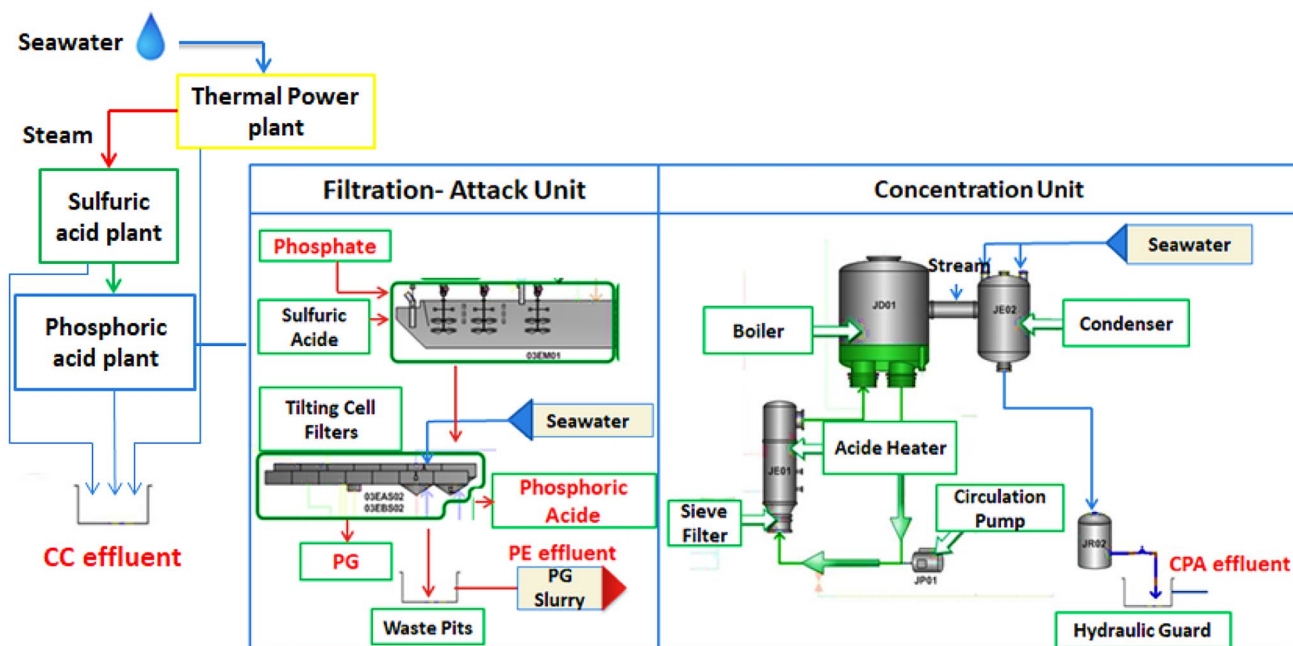 Seawater
Thermal Power
plant
Steam
Sulfuric
acid plant
Phosphoric
acid plant
CC effluent
Filtration- Attack Unit
Phosphate
Sulfuric
Acide
03EM01
Tilting Cell
Filters
Seawater
03EAS02
03EBS02
Phosphoric
Acide
PG
PE effluent
PG
Slurry
Waste Pits
Concentration Unit
Seawater
Stream
JD01
JE02
Boiler
Condenser
Acide Heater
JE01
Circulation
Pump
Sieve
Filter
JP01
JR02
CPA effluent
Hydraulic Guard